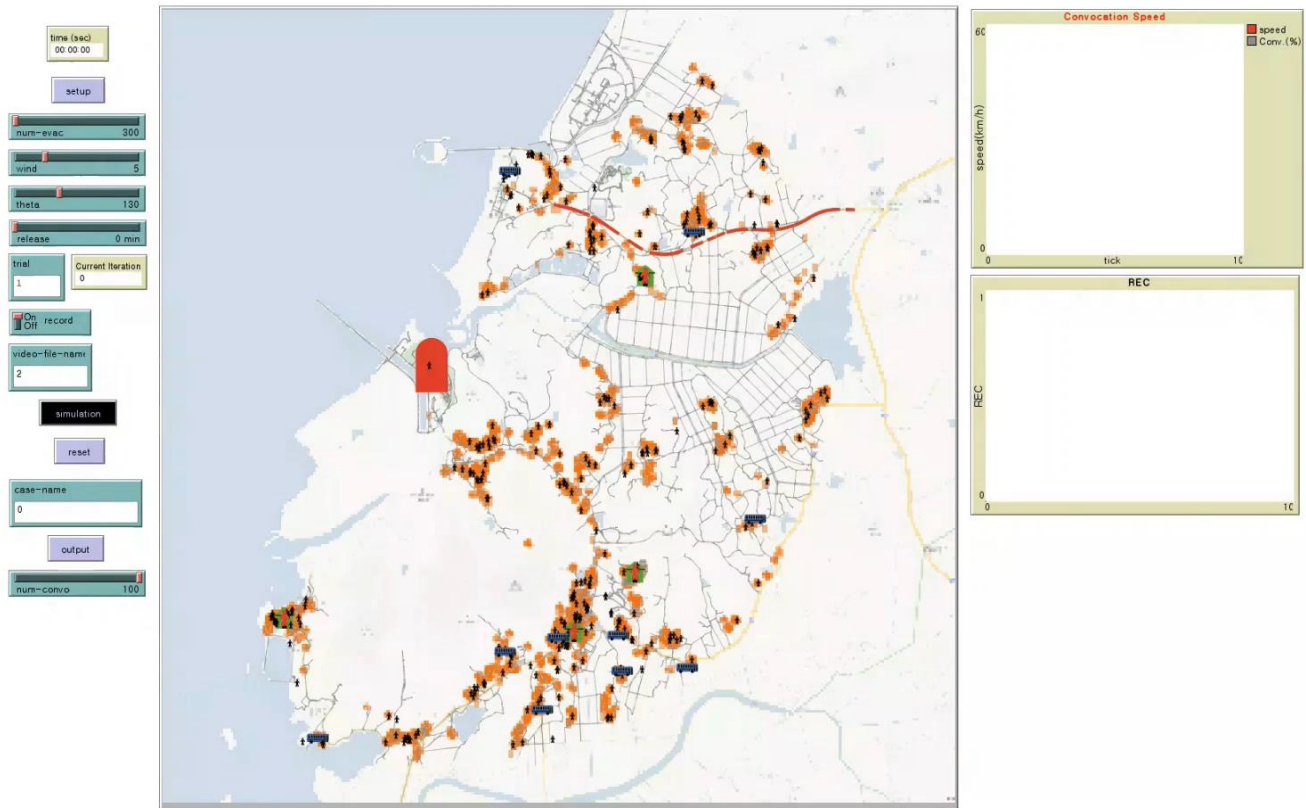 time (sec)
00:00:00
setup
num-evac 300
wind 5
theta 130
release 0 min
trial
1
Current Iteration
0
On
Off
record
video-file-name
2
simulation
reset
case-name
0
output
num-convo 100
Convocation Speed
60
speed(km/h)
0
0
tick
10
speed
Conv.(%)
REC
1
REC
0
0
10